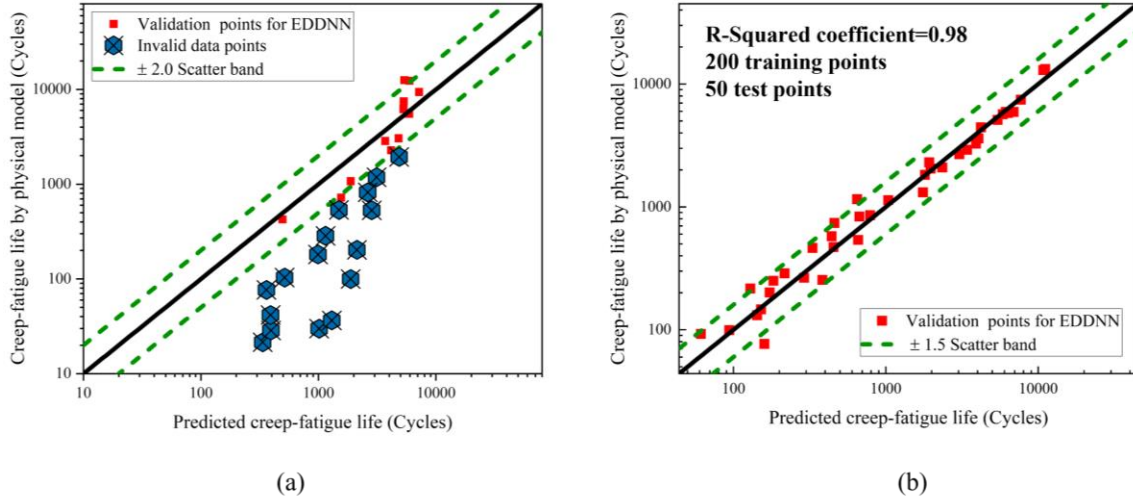 Validation points for EDDNN
Invalid data points
± 2.0 Scatter band
10000
1000
100
10
10
100
1000
10000
Creep-fatigue life by physical model (Cycles)
Predicted creep-fatigue life (Cycles)
(a)
R-Squared coefficient=0.98
200 training points
50 test points
10000
1000
100
Validation points for EDDNN
± 1.5 Scatter band
100
1000
10000
Creep-fatigue life by physical model (Cycles)
Predicted creep-fatigue life (Cycles)
(b)